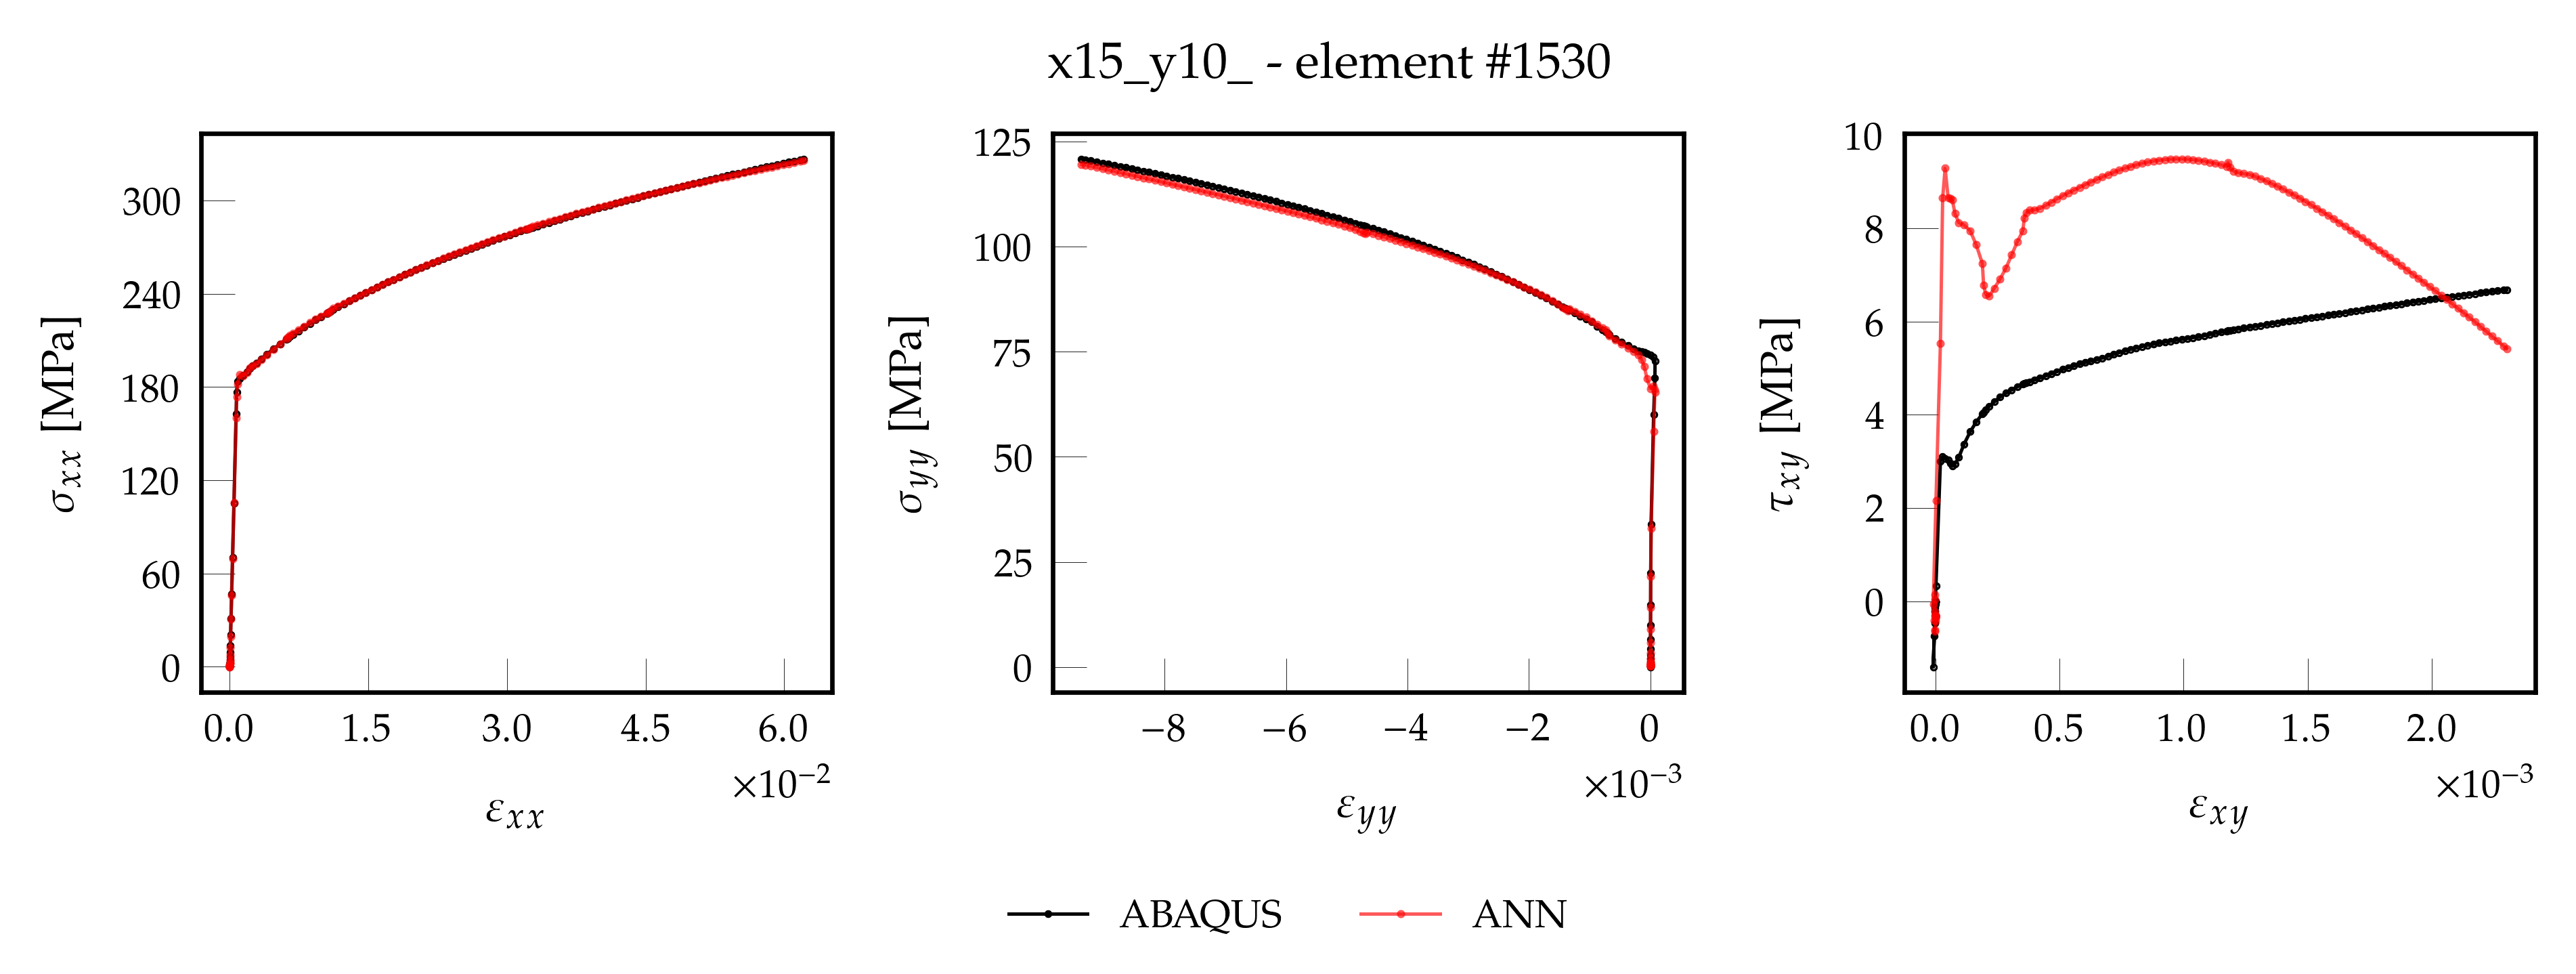 x15_y10_ - element #1530
σxx [MPa]
300
240
180
120
60
0
0.0 1.5 3.0 4.5 6.0
×10−2
εxx
σyy [MPa]
125
100
75
50
25
0
−8 −6 −4 −2 0
×10−3
εyy
τxy [MPa]
10
8
6
4
2
0
0.0 0.5 1.0 1.5 2.0
×10−3
εxy
ABAQUS ANN